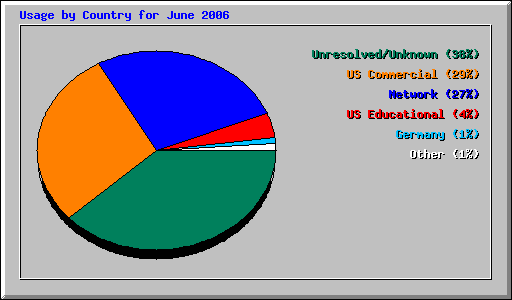 Usage by Country for June 2006
Unresolved/Unknown (38%)
US Commercial (29%)
Network (27%)
US Educational (4%)
Germany (1%)
Other (1%)